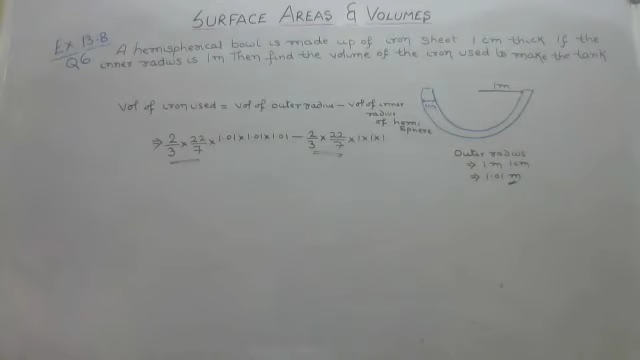 SURFACE AREAS & VOLUMES
Ex 13.8
Q6
A hemispherical bowl is made up of iron sheet 1 cm thick if the
inner radius is 1m then find the volume of the iron used to make the tank
1m
Vol of iron used = Vol of outer radius - Vol of inner
radius
of hemi
sphere
⇒ 2/3 × 22/7 × 1.01 × 1.01 × 1.01 - 2/3 × 22/7 × 1 × 1 × 1
Outer radius
⇒ 1 m 1cm
⇒ 1.01 m